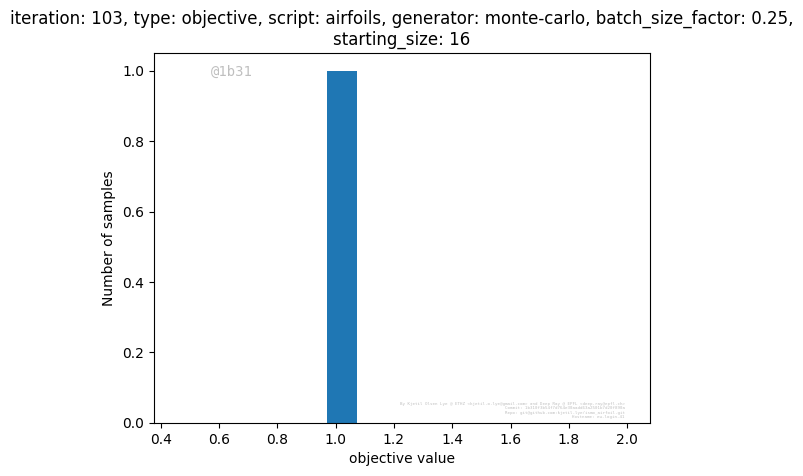 iteration: 103, type: objective, script: airfoils, generator: monte-carlo, batch_size_factor: 0.25,
starting_size: 16
@1b31
1.0
0.8
0.6
0.4
0.2
0.0
Number of samples
0.4 0.6 0.8 1.0 1.2 1.4 1.6 1.8 2.0
objective value